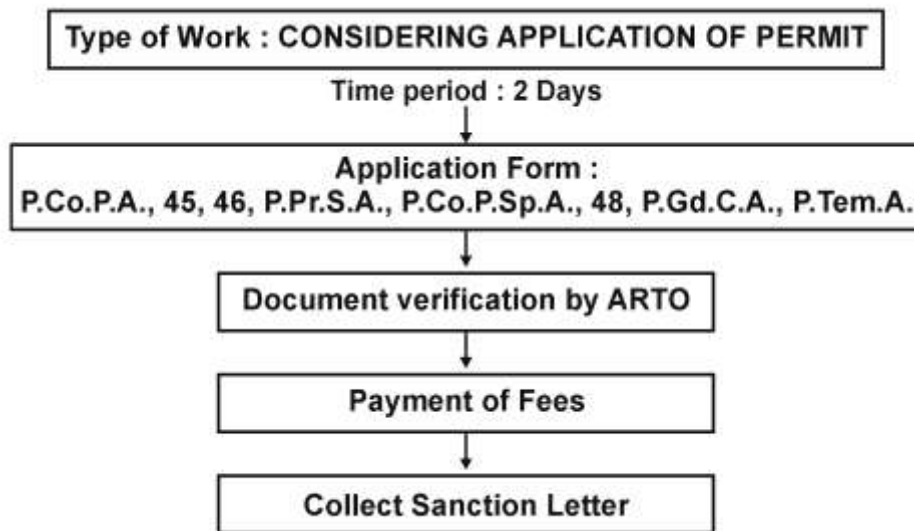 Type of Work : CONSIDERING APPLICATION OF PERMIT
Time period : 2 Days
Application Form :
P.Co.P.A., 45, 46, P.Pr.S.A., P.Co.P.Sp.A., 48, P.Gd.C.A., P.Tem.A.
Document verification by ARTO
Payment of Fees
Collect Sanction Letter